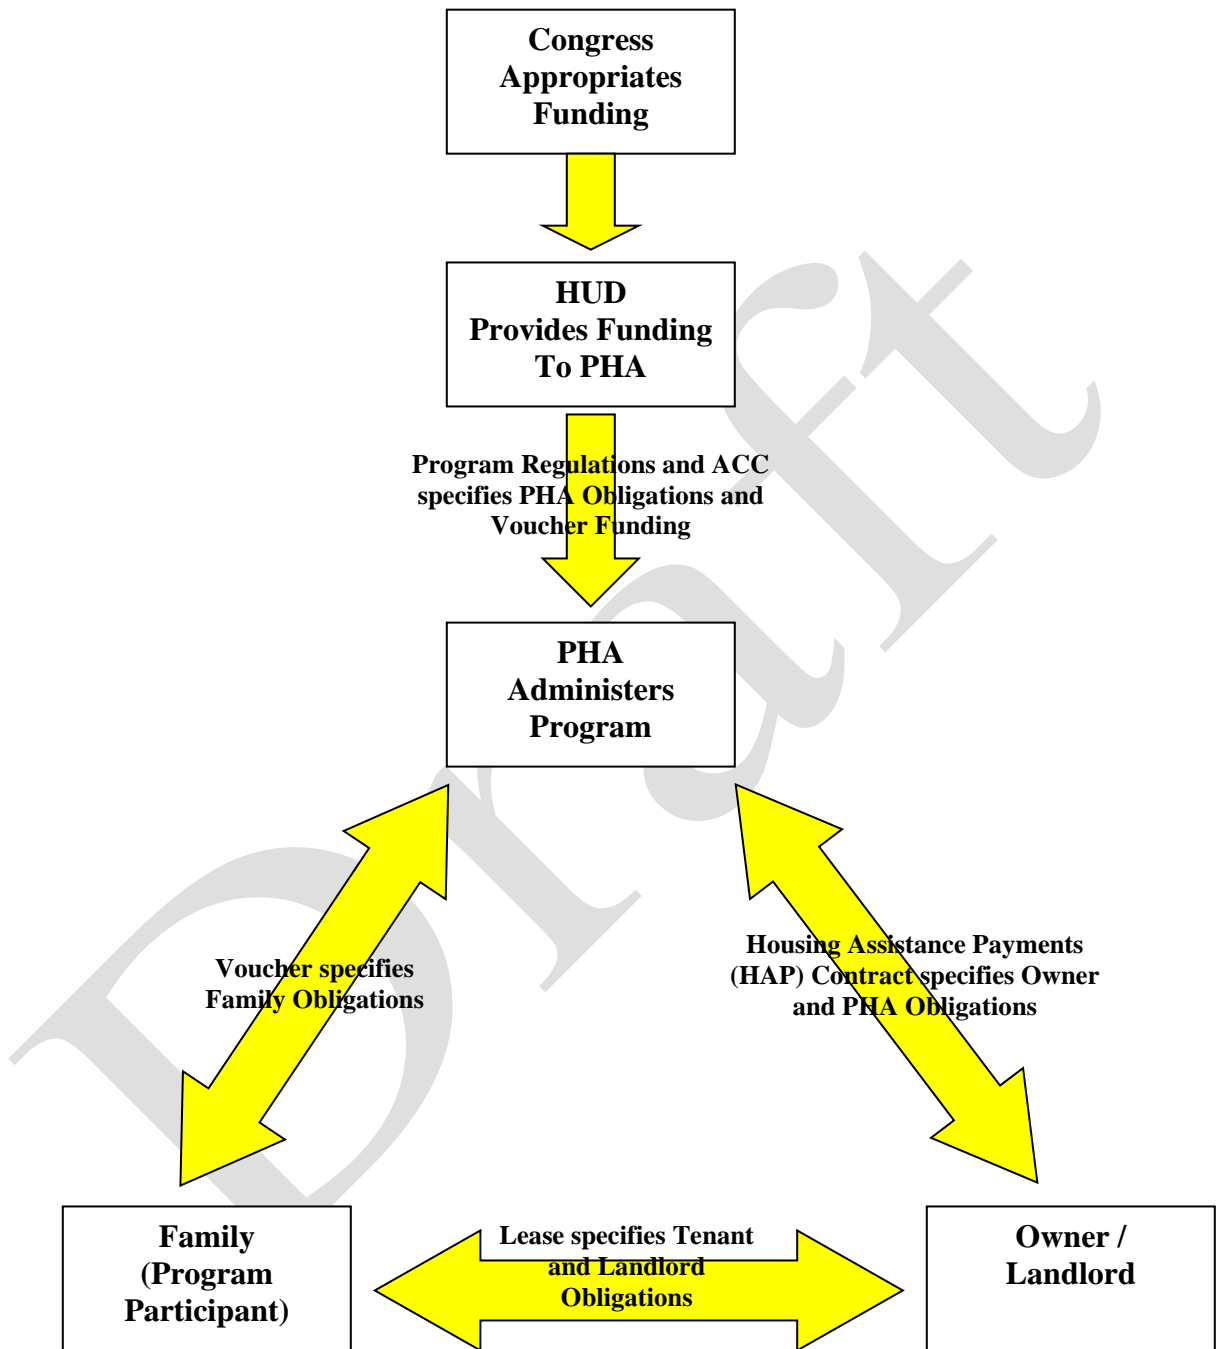 Congress
Appropriates
Funding
HUD
Provides Funding
To PHA
Program Regulations and ACC
specifies PHA Obligations and
Voucher Funding
PHA
Administers
Program
Voucher specifies
Family Obligations
Housing Assistance Payments
(HAP) Contract specifies Owner
and PHA Obligations
Family
(Program
Participant)
Lease specifies Tenant
and Landlord
Obligations
Owner /
Landlord
Draft